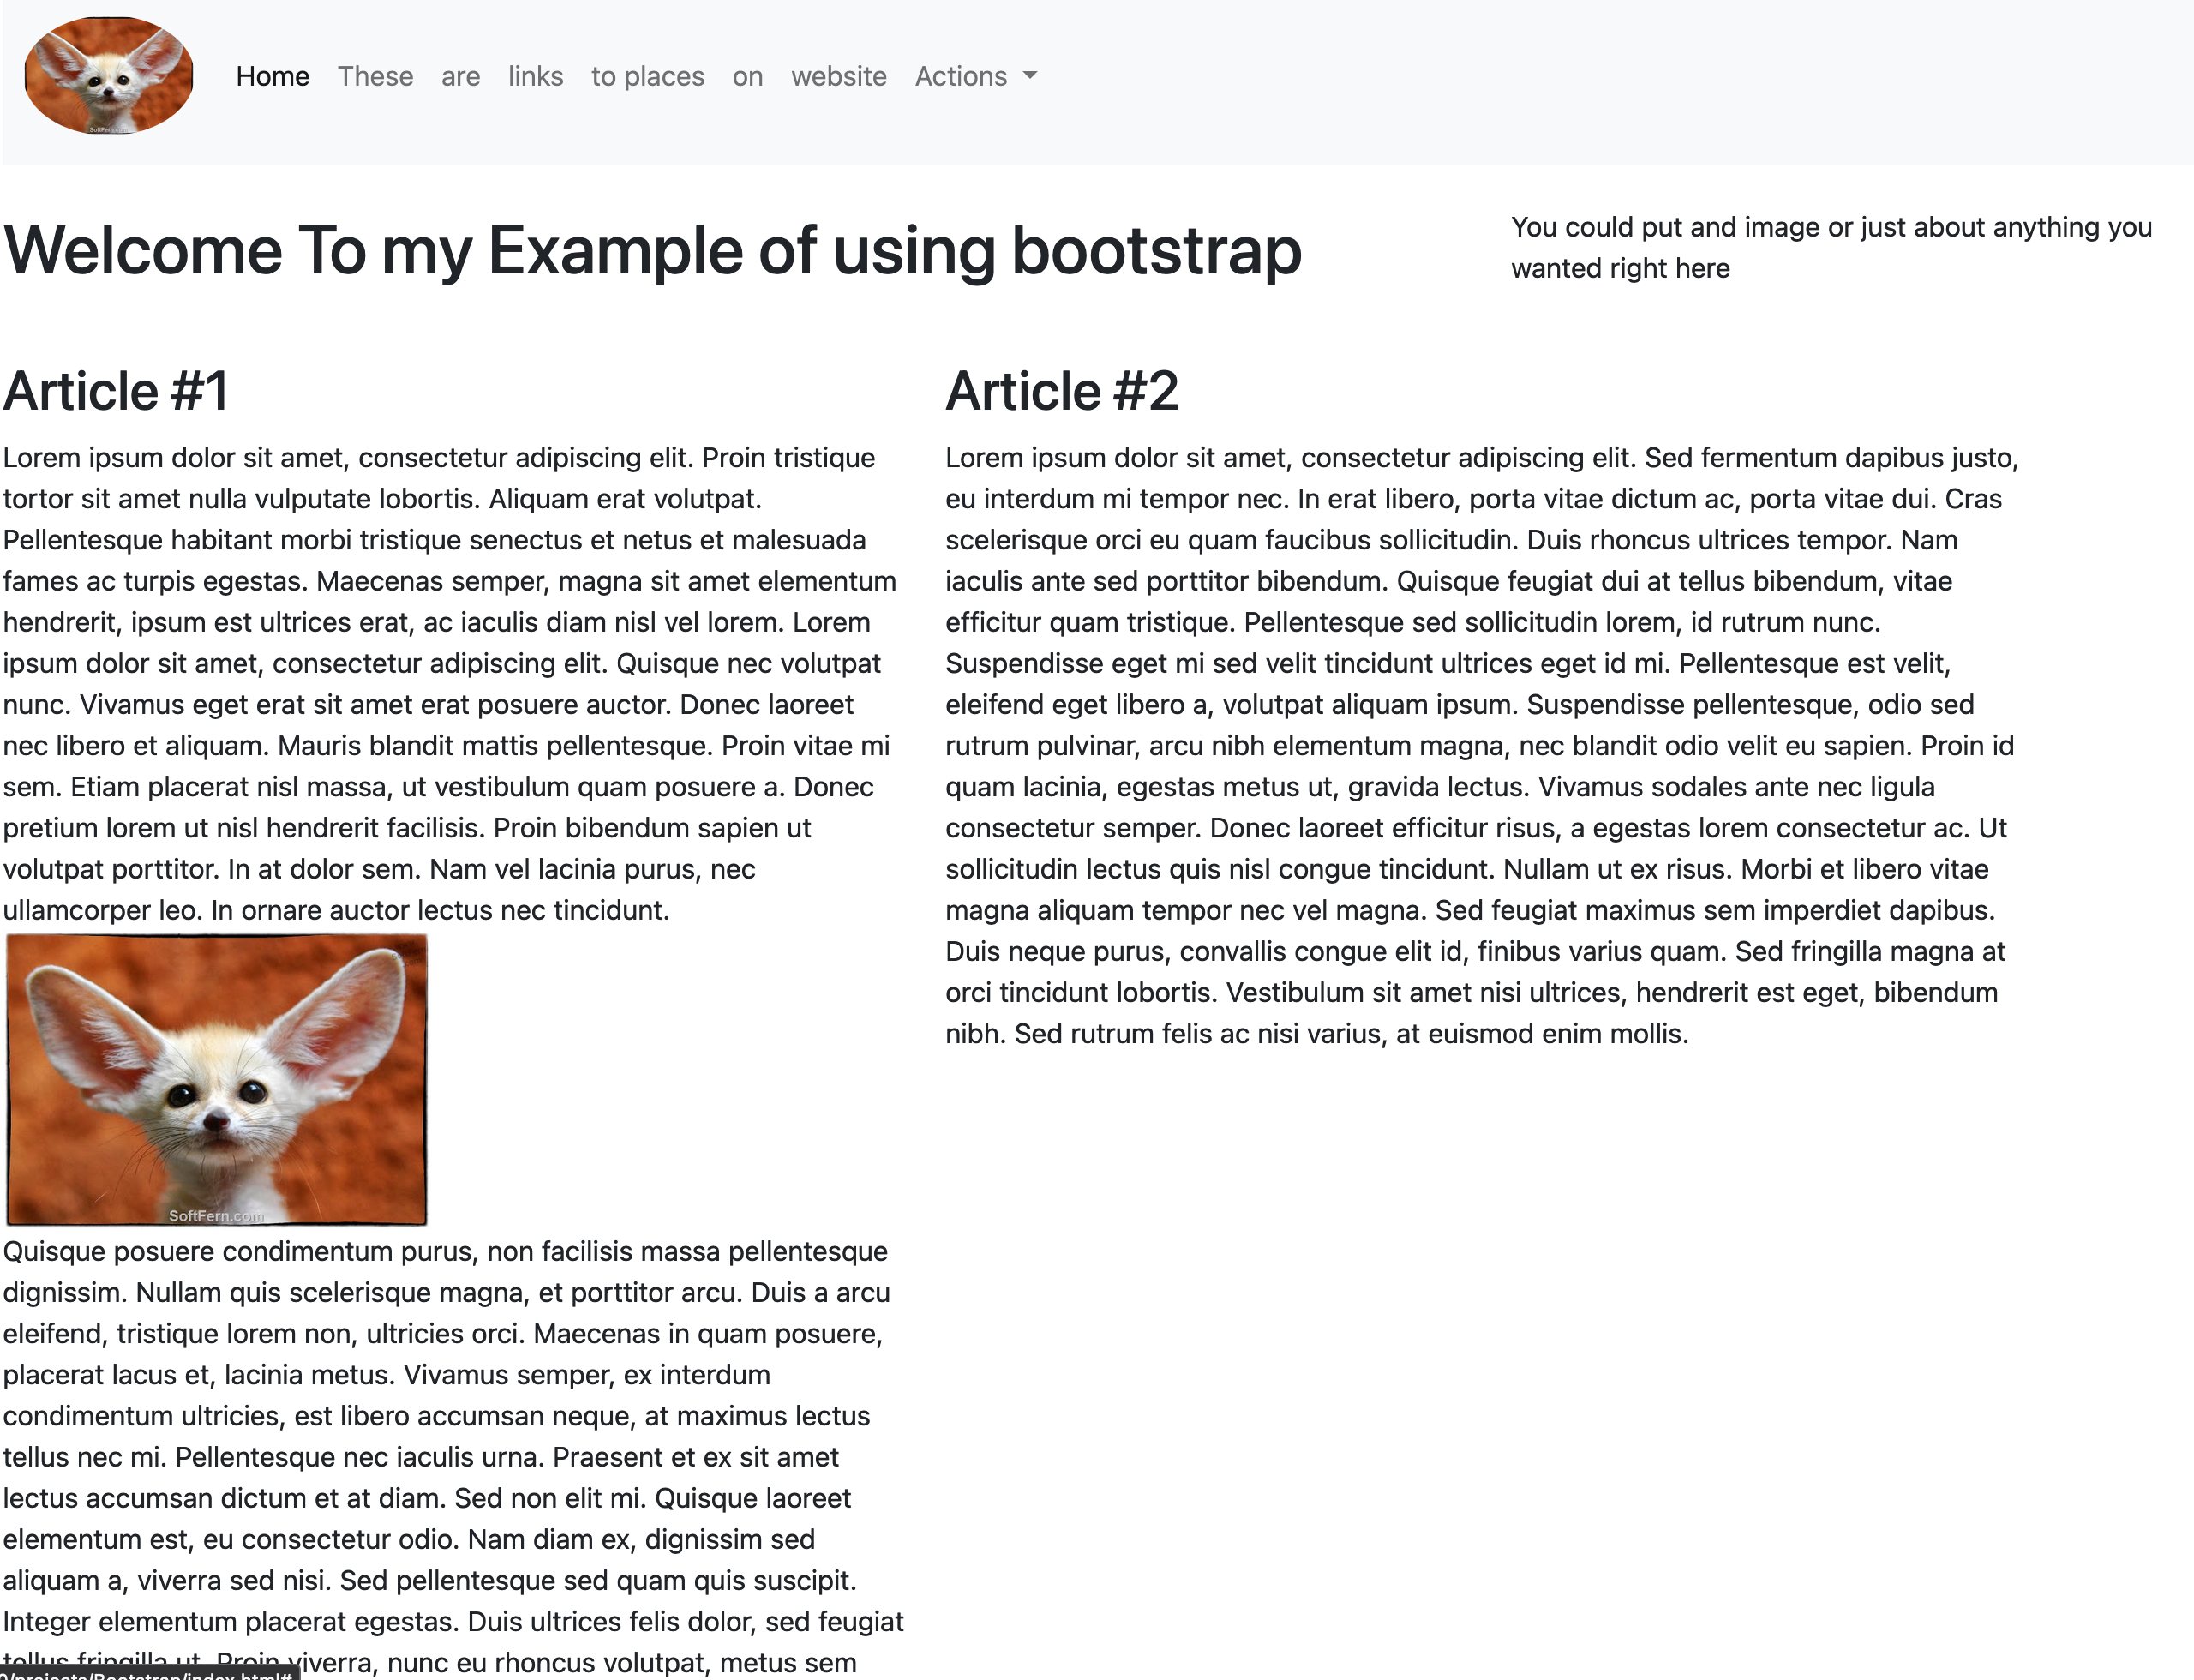 Home These are links to places on website Actions
Welcome To my Example of using bootstrap
You could put and image or just about anything you
wanted right here
Article #1
Lorem ipsum dolor sit amet, consectetur adipiscing elit. Proin tristique
tortor sit amet nulla vulputate lobortis. Aliquam erat volutpat.
Pellentesque habitant morbi tristique senectus et netus et malesuada
fames ac turpis egestas. Maecenas semper, magna sit amet elementum
hendrerit, ipsum est ultrices erat, ac iaculis diam nisl vel lorem. Lorem
ipsum dolor sit amet, consectetur adipiscing elit. Quisque nec volutpat
nunc. Vivamus eget erat sit amet erat posuere auctor. Donec laoreet
nec libero et aliquam. Mauris blandit mattis pellentesque. Proin vitae mi
sem. Etiam placerat nisl massa, ut vestibulum quam posuere a. Donec
pretium lorem ut nisl hendrerit facilisis. Proin bibendum sapien ut
volutpat porttitor. In at dolor sem. Nam vel lacinia purus, nec
ullamcorper leo. In ornare auctor lectus nec tincidunt.
SoftFern.com
Quisque posuere condimentum purus, non facilisis massa pellentesque
dignissim. Nullam quis scelerisque magna, et porttitor arcu. Duis a arcu
eleifend, tristique lorem non, ultricies orci. Maecenas in quam posuere,
placerat lacus et, lacinia metus. Vivamus semper, ex interdum
condimentum ultricies, est libero accumsan neque, at maximus lectus
tellus nec mi. Pellentesque nec iaculis urna. Praesent et ex sit amet
lectus accumsan dictum et at diam. Sed non elit mi. Quisque laoreet
elementum est, eu consectetur odio. Nam diam ex, dignissim sed
aliquam a, viverra sed nisi. Sed pellentesque sed quam quis suscipit.
Integer elementum placerat egestas. Duis ultrices felis dolor, sed feugiat
tellus fringilla ut. Proin viverra, nunc eu rhoncus volutpat, metus sem
0/projects/Bootstrap/index.html#
Article #2
Lorem ipsum dolor sit amet, consectetur adipiscing elit. Sed fermentum dapibus justo,
eu interdum mi tempor nec. In erat libero, porta vitae dictum ac, porta vitae dui. Cras
scelerisque orci eu quam faucibus sollicitudin. Duis rhoncus ultrices tempor. Nam
iaculis ante sed porttitor bibendum. Quisque feugiat dui at tellus bibendum, vitae
efficitur quam tristique. Pellentesque sed sollicitudin lorem, id rutrum nunc.
Suspendisse eget mi sed velit tincidunt ultrices eget id mi. Pellentesque est velit,
eleifend eget libero a, volutpat aliquam ipsum. Suspendisse pellentesque, odio sed
rutrum pulvinar, arcu nibh elementum magna, nec blandit odio velit eu sapien. Proin id
quam lacinia, egestas metus ut, gravida lectus. Vivamus sodales ante nec ligula
consectetur semper. Donec laoreet efficitur risus, a egestas lorem consectetur ac. Ut
sollicitudin lectus quis nisl congue tincidunt. Nullam ut ex risus. Morbi et libero vitae
magna aliquam tempor nec vel magna. Sed feugiat maximus sem imperdiet dapibus.
Duis neque purus, convallis congue elit id, finibus varius quam. Sed fringilla magna at
orci tincidunt lobortis. Vestibulum sit amet nisi ultrices, hendrerit est eget, bibendum
nibh. Sed rutrum felis ac nisi varius, at euismod enim mollis.